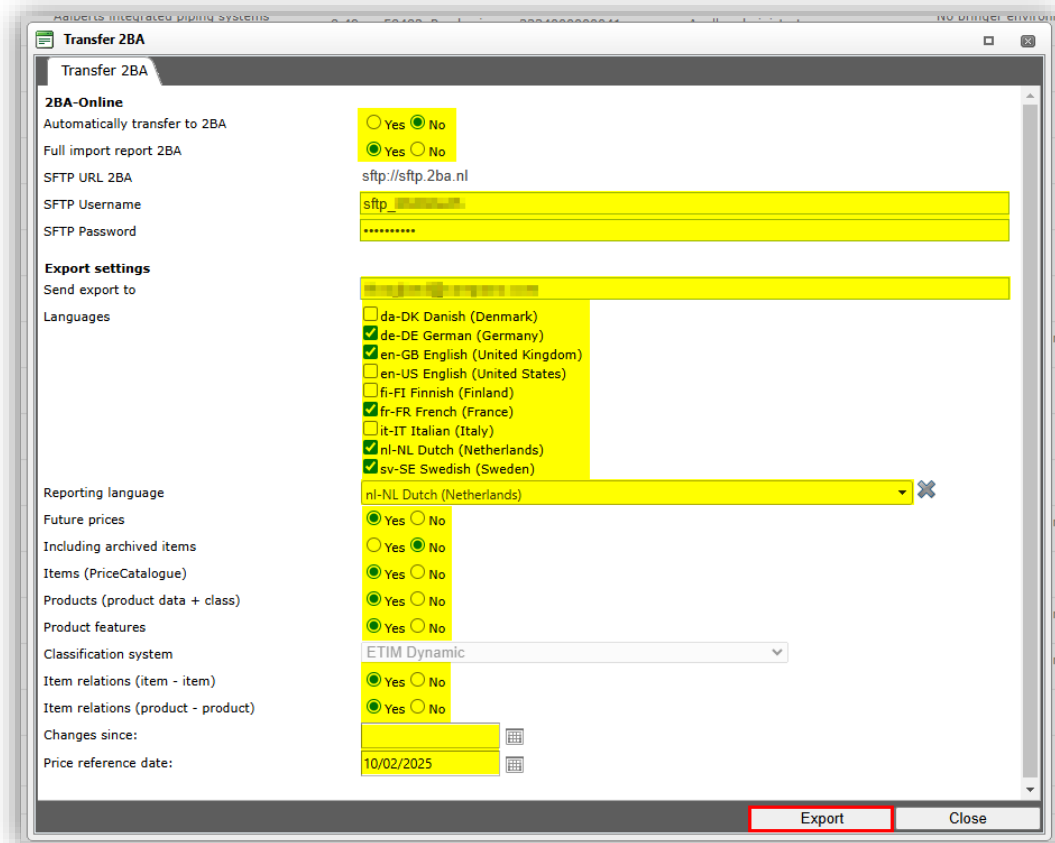 Aalberts integrated piping systems
Transfer 2BA
Transfer 2BA
2BA-Online
Automatically transfer to 2BA Yes No
Full import report 2BA Yes No
SFTP URL 2BA sftp://sftp.2ba.nl
SFTP Username sftp_
SFTP Password ••••••••••
Export settings
Send export to
Languages da-DK Danish (Denmark)
de-DE German (Germany)
en-GB English (United Kingdom)
en-US English (United States)
fi-FI Finnish (Finland)
fr-FR French (France)
it-IT Italian (Italy)
nl-NL Dutch (Netherlands)
sv-SE Swedish (Sweden)
Reporting language nl-NL Dutch (Netherlands)
Future prices Yes No
Including archived items Yes No
Items (PriceCatalogue) Yes No
Products (product data + class) Yes No
Product features Yes No
Classification system ETIM Dynamic
Item relations (item - item) Yes No
Item relations (product - product) Yes No
Changes since:
Price reference date: 10/02/2025
Export Close